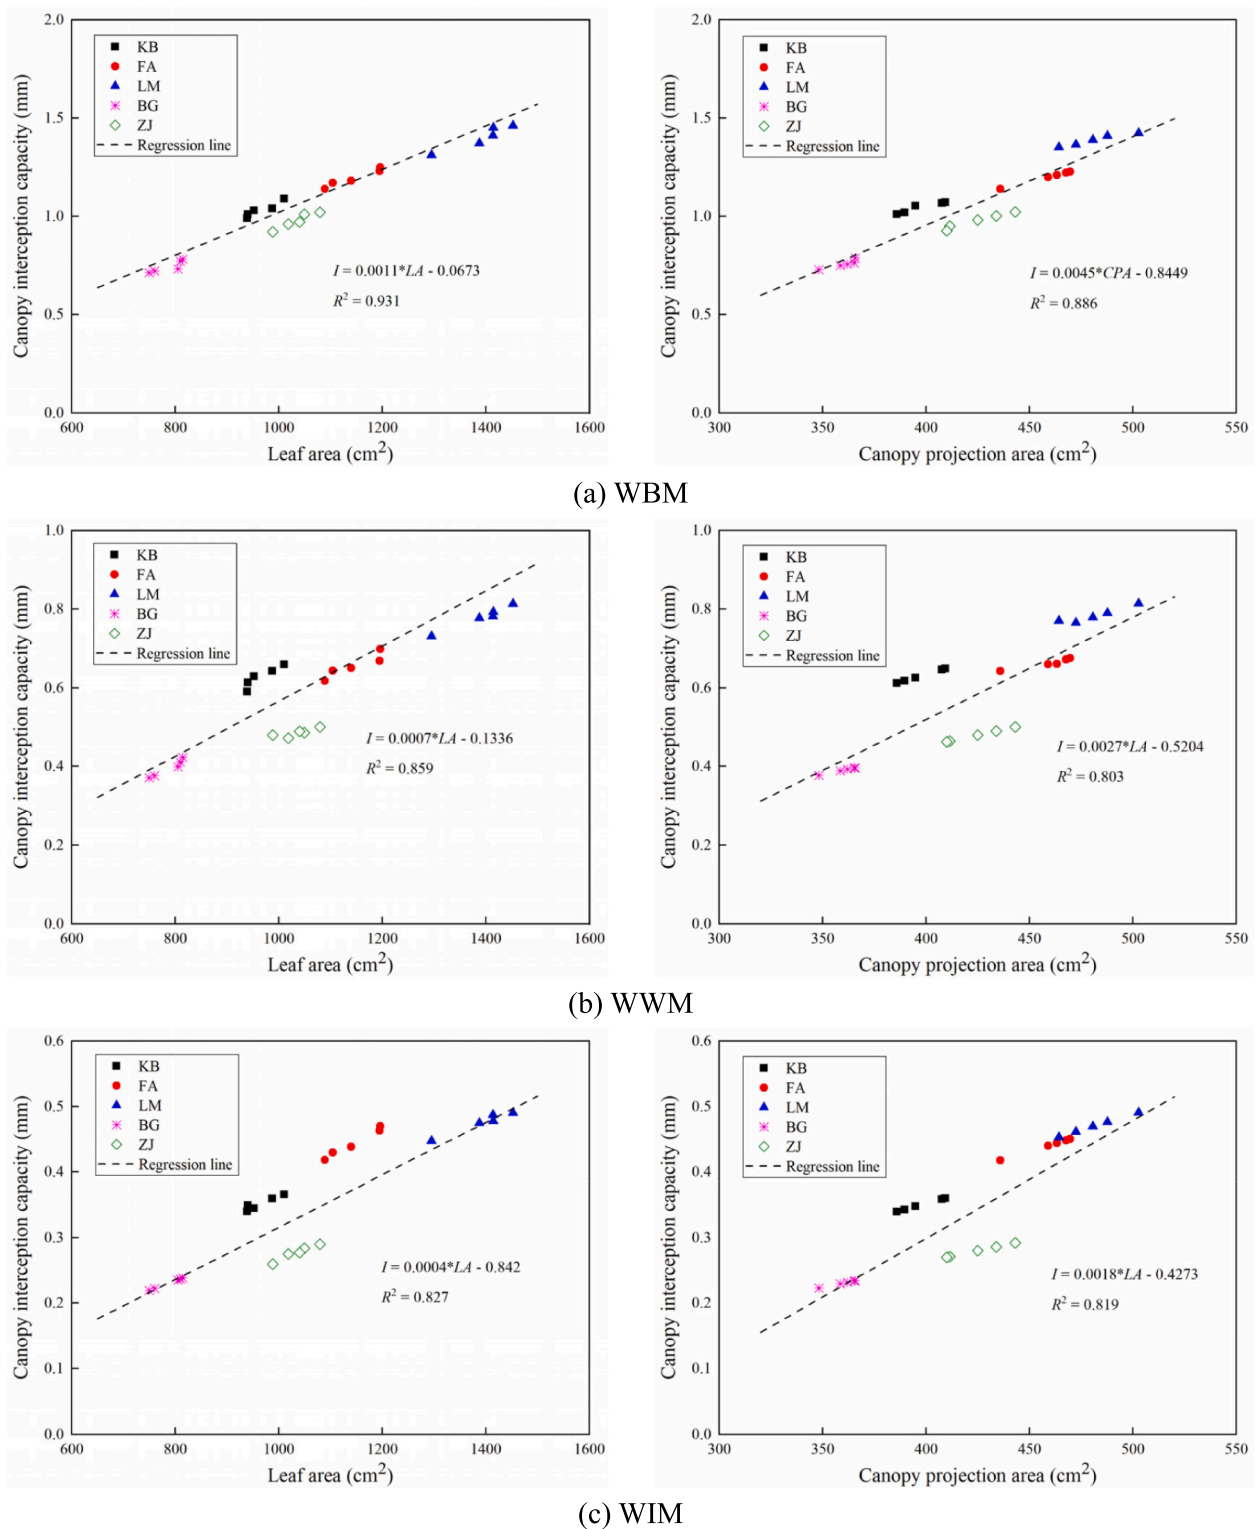 2.0
1.5
1.0
0.5
0.0
Canopy interception capacity (mm)
KB
FA
LM
BG
ZJ
Regression line
I = 0.0011*LA - 0.0673
R² = 0.931
600 800 1000 1200 1400 1600
Leaf area (cm²)
2.0
1.5
1.0
0.5
0.0
Canopy interception capacity (mm)
KB
FA
LM
BG
ZJ
Regression line
I = 0.0045*CPA - 0.8449
R² = 0.886
300 350 400 450 500 550
Canopy projection area (cm²)
(a) WBM
1.0
0.8
0.6
0.4
0.2
0.0
Canopy interception capacity (mm)
KB
FA
LM
BG
ZJ
Regression line
I = 0.0007*LA - 0.1336
R² = 0.859
600 800 1000 1200 1400 1600
Leaf area (cm²)
1.0
0.8
0.6
0.4
0.2
0.0
Canopy interception capacity (mm)
KB
FA
LM
BG
ZJ
Regression line
I = 0.0027*LA - 0.5204
R² = 0.803
300 350 400 450 500 550
Canopy projection area (cm²)
(b) WWM
0.6
0.5
0.4
0.3
0.2
0.1
0.0
Canopy interception capacity (mm)
KB
FA
LM
BG
ZJ
Regression line
I = 0.0004*LA - 0.842
R² = 0.827
600 800 1000 1200 1400 1600
Leaf area (cm²)
0.6
0.5
0.4
0.3
0.2
0.1
0.0
Canopy interception capacity (mm)
KB
FA
LM
BG
ZJ
Regression line
I = 0.0018*LA - 0.4273
R² = 0.819
300 350 400 450 500 550
Canopy projection area (cm²)
(c) WIM